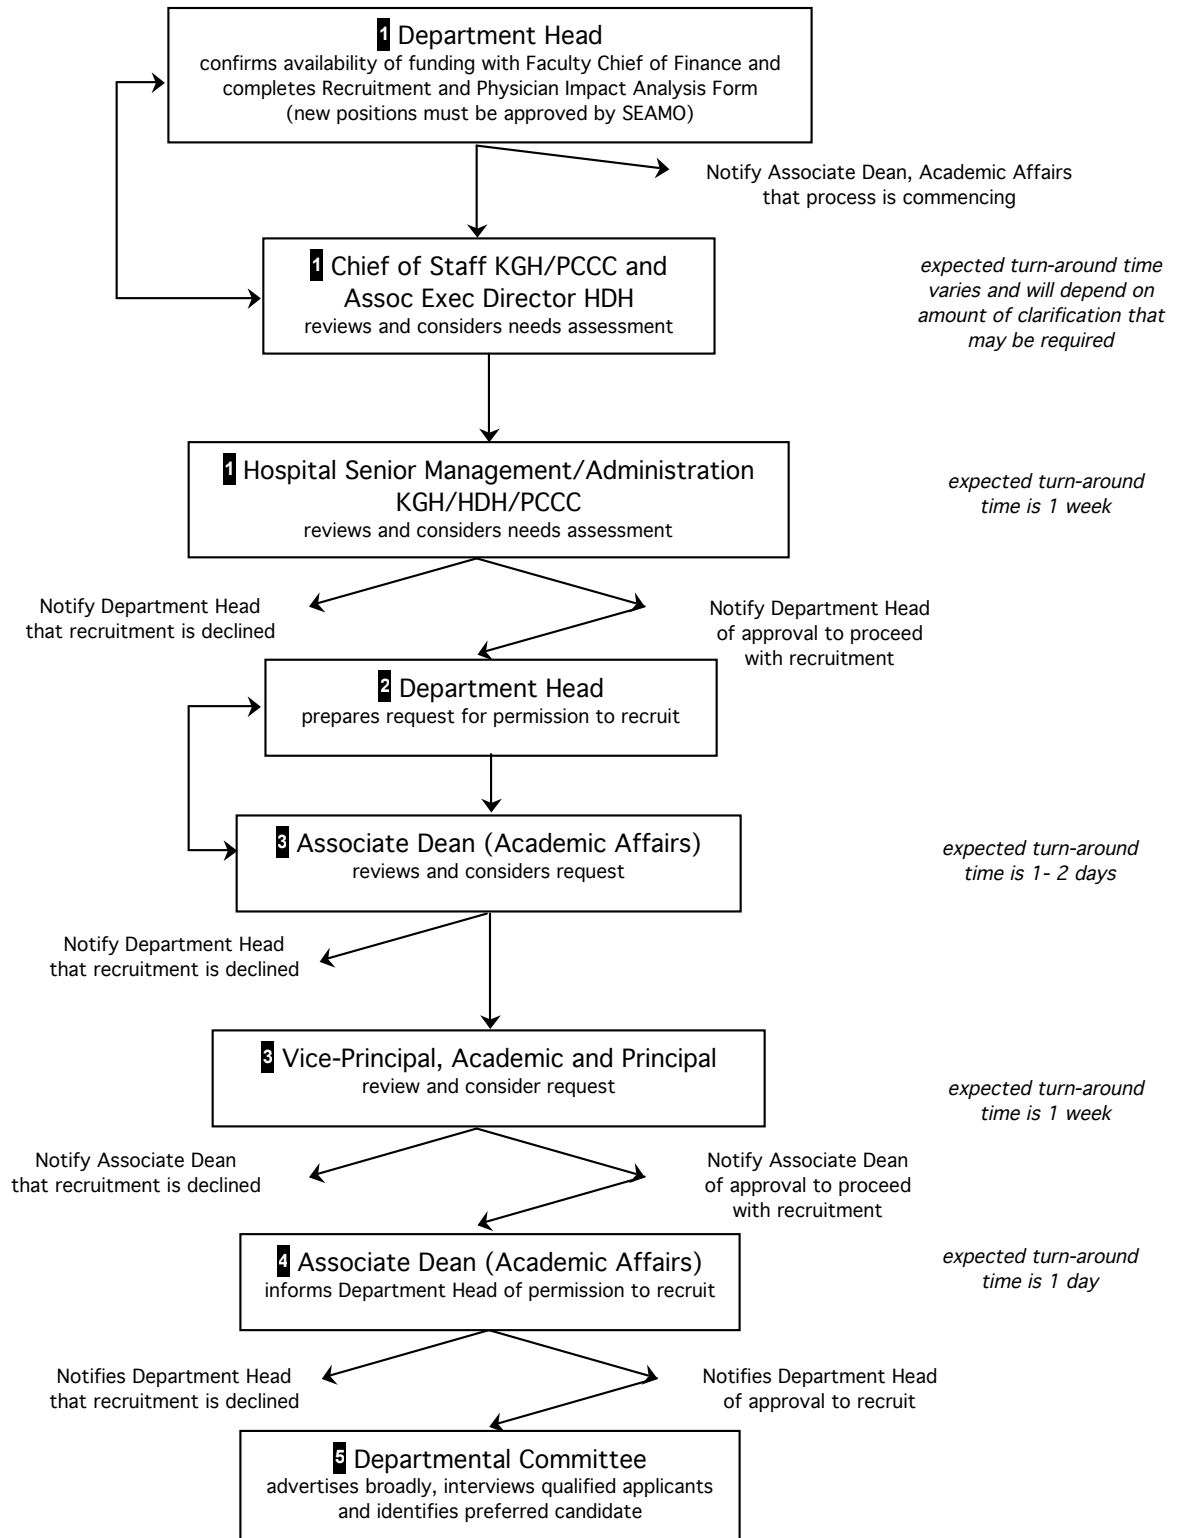 1 Department Head
confirms availability of funding with Faculty Chief of Finance and
completes Recruitment and Physician Impact Analysis Form
(new positions must be approved by SEAMO)
Notify Associate Dean, Academic Affairs
that process is commencing
1 Chief of Staff KGH/PCCC and
Assoc Exec Director HDH
reviews and considers needs assessment
expected turn-around time
varies and will depend on
amount of clarification that
may be required
1 Hospital Senior Management/Administration
KGH/HDH/PCCC
reviews and considers needs assessment
expected turn-around
time is 1 week
Notify Department Head
that recruitment is declined
Notify Department Head
of approval to proceed
with recruitment
2 Department Head
prepares request for permission to recruit
3 Associate Dean (Academic Affairs)
reviews and considers request
expected turn-around
time is 1- 2 days
Notify Department Head
that recruitment is declined
3 Vice-Principal, Academic and Principal
review and consider request
expected turn-around
time is 1 week
Notify Associate Dean
that recruitment is declined
Notify Associate Dean
of approval to proceed
with recruitment
4 Associate Dean (Academic Affairs)
informs Department Head of permission to recruit
expected turn-around
time is 1 day
Notifies Department Head
that recruitment is declined
Notifies Department Head
of approval to recruit
5 Departmental Committee
advertises broadly, interviews qualified applicants
and identifies preferred candidate